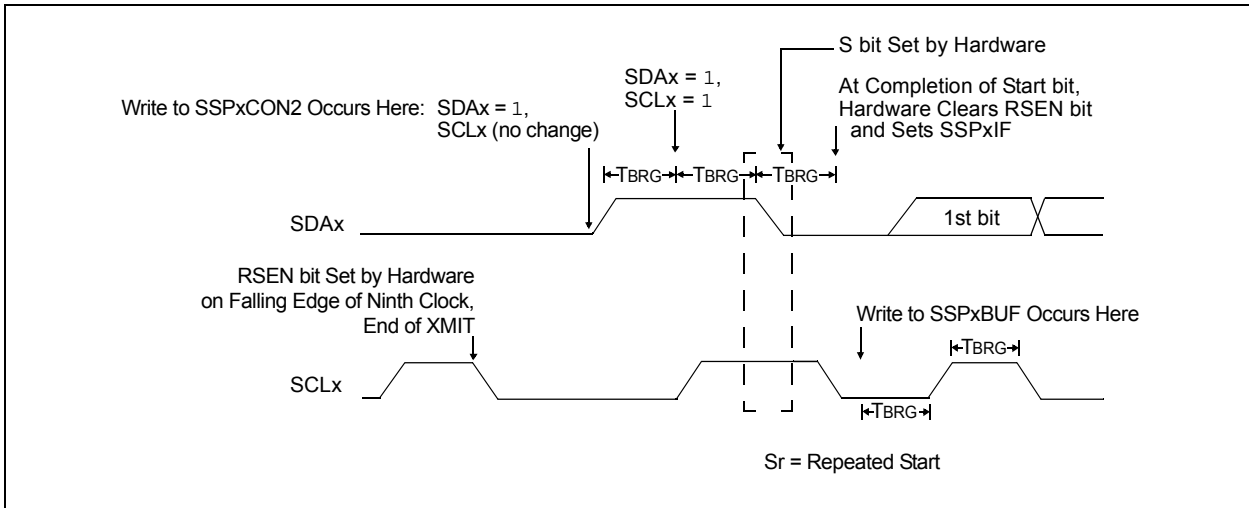 S bit Set by Hardware
SDAx = 1,
SCLx = 1
At Completion of Start bit,
Hardware Clears RSEN bit
and Sets SSPxIF
Write to SSPxCON2 Occurs Here: SDAx = 1,
SCLx (no change)
TBRG TBRG TBRG
SDAx
1st bit
RSEN bit Set by Hardware
on Falling Edge of Ninth Clock,
End of XMIT
Write to SSPxBUF Occurs Here
TBRG
SCLx
TBRG
Sr = Repeated Start